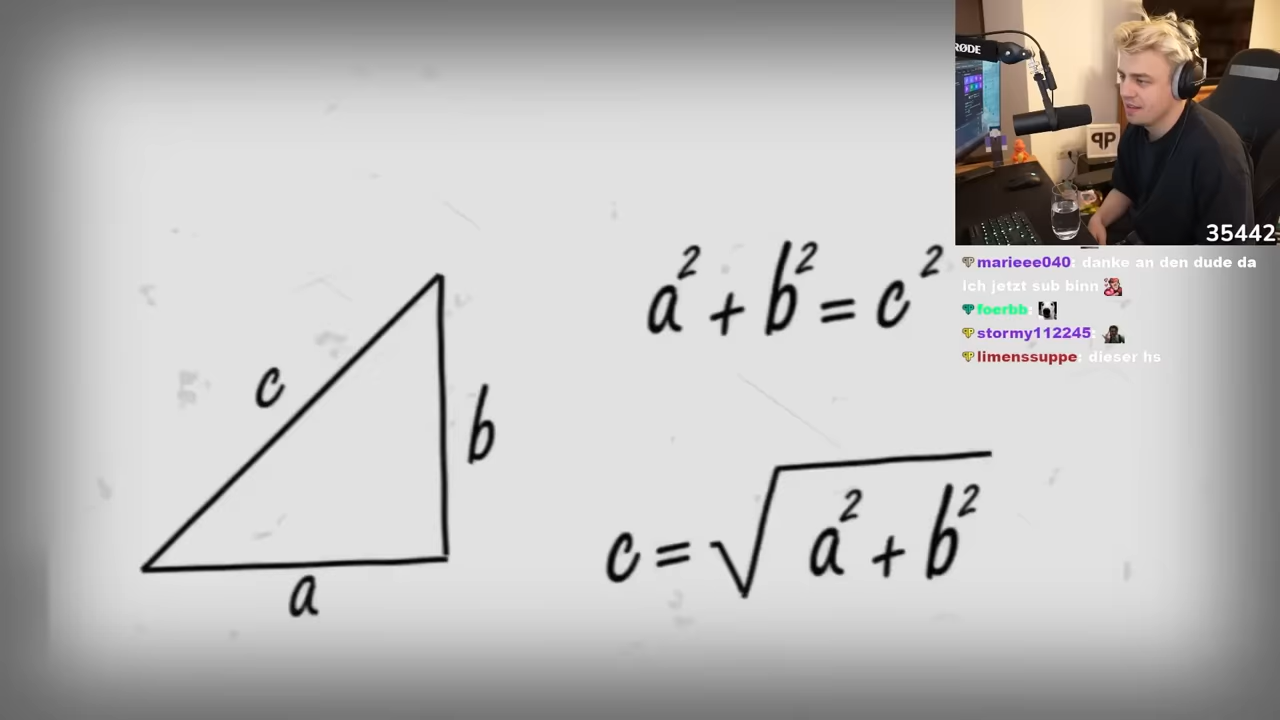 RØDE
35442
marieee040: danke an den dude da
ich jetzt sub binn
foerbb:
stormy112245:
limenssuppe: dieser hs
a² + b² = c²
c
b
a
c = √a² + b²